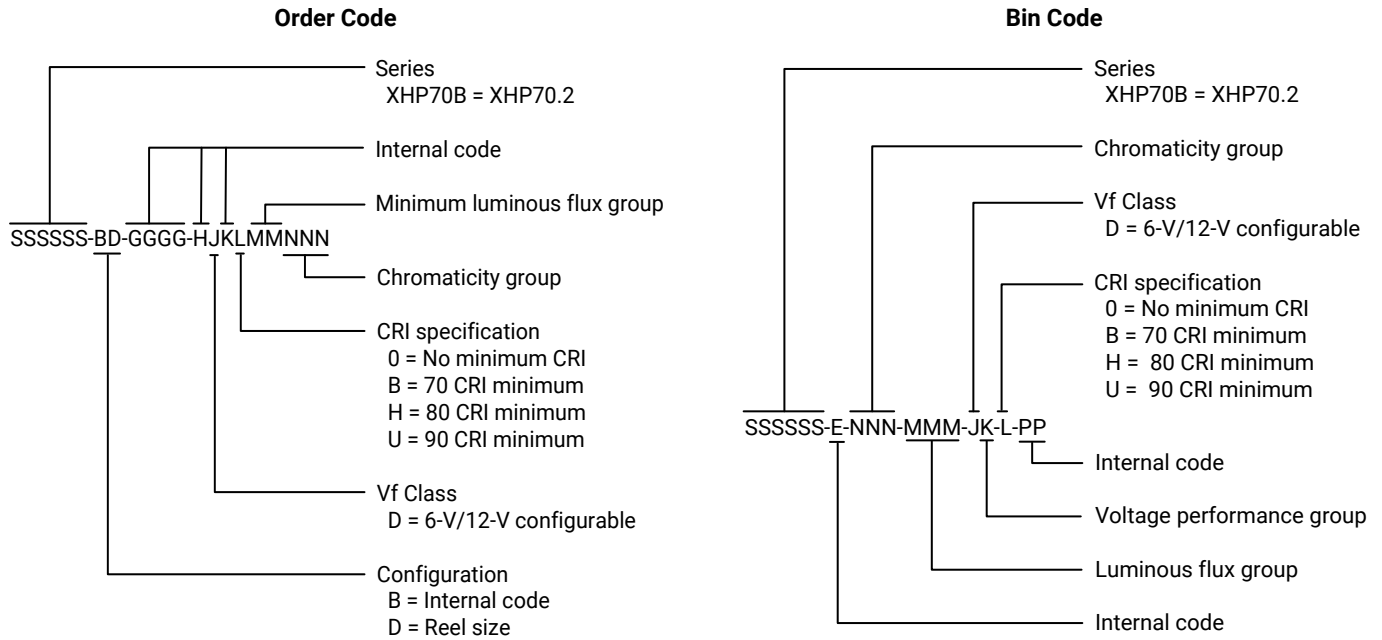 Order Code
Series
XHP70B = XHP70.2
Internal code
Minimum luminous flux group
SSSSSS-BD-GGGG-HJKLMMNNN
Chromaticity group
CRI specification
0 = No minimum CRI
B = 70 CRI minimum
H = 80 CRI minimum
U = 90 CRI minimum
Vf Class
D = 6-V/12-V configurable
Configuration
B = Internal code
D = Reel size
Bin Code
Series
XHP70B = XHP70.2
Chromaticity group
Vf Class
D = 6-V/12-V configurable
CRI specification
0 = No minimum CRI
B = 70 CRI minimum
H =  80 CRI minimum
U =  90 CRI minimum
SSSSSS-E-NNN-MMM-JK-L-PP
Internal code
Voltage performance group
Luminous flux group
Internal code